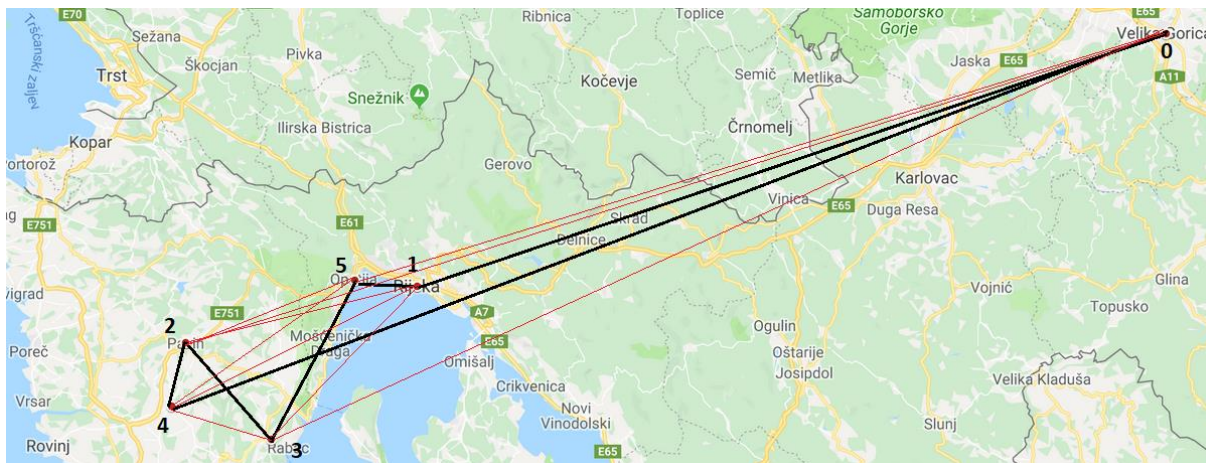 E70
Sežana
Tršćanski zaljev
Trst
Škocjan
Pivka
Ribnica
Toplice
Samoborsko Gorje
E65
Velika Gorica
0
A11
Jaska
E65
Kočevje
Semič
Metlika
Snežnik
Ilirska Bistrica
Črnomelj
Kopar
Portorož
Gerovo
Karlovac
E65
Vinica
Duga Resa
E751
E61
Skrad
Delnice
5
1
Opatija
Rijeka
Glina
Vojnić
Topusko
A7
E751
2
Pazin
Mošćenička Draga
E65
Omišalj
Ogulin
Poreč
Oštarije
Josipdol
Crikvenica
Velika Kladuša
Vrsar
4
Novi Vinodolski
Slunj
Rovinj
Rabac
3
E65